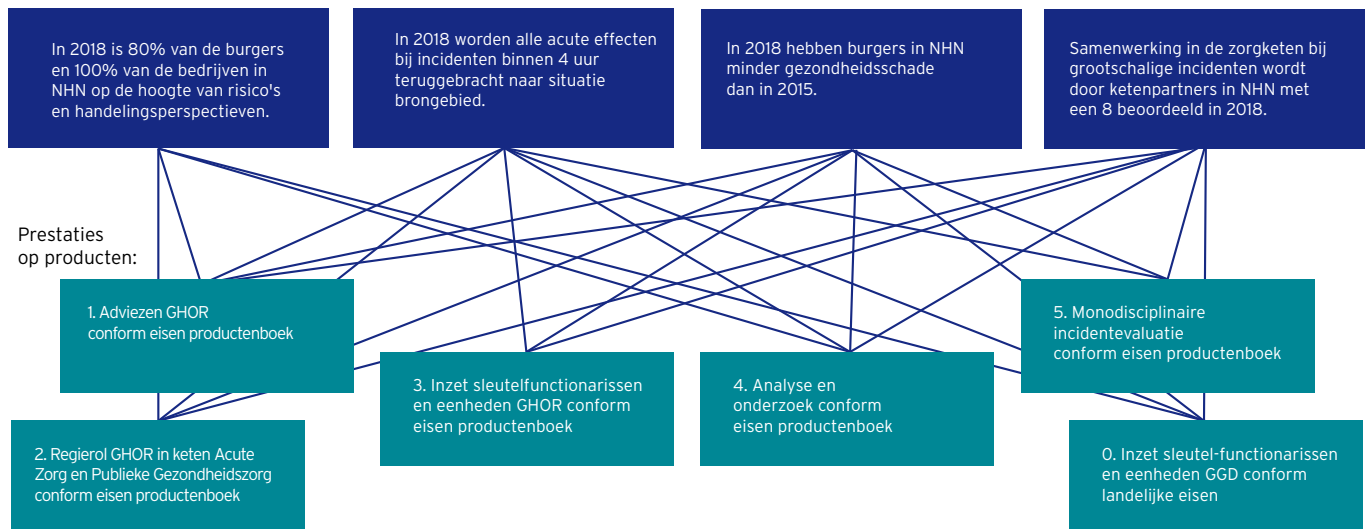 In 2018 is 80% van de burgers
en 100% van de bedrijven in
NHN op de hoogte van risico's
en handelingsperspectieven.
In 2018 worden alle acute effecten
bij incidenten binnen 4 uur
teruggebracht naar situatie
brongebied.
In 2018 hebben burgers in NHN
minder gezondheidsschade
dan in 2015.
Samenwerking in de zorgketen bij
grootschalige incidenten wordt
door ketenpartners in NHN met
een 8 beoordeeld in 2018.
Prestaties
op producten:
1. Adviezen GHOR
conform eisen productenboek
2. Regierol GHOR in keten Acute
Zorg en Publieke Gezondheidszorg
conform eisen productenboek
3. Inzet sleutelfunctionarissen
en eenheden GHOR conform
eisen productenboek
4. Analyse en
onderzoek conform
eisen productenboek
5. Monodisciplinaire
incidentevaluatie
conform eisen productenboek
0. Inzet sleutel-functionarissen
en eenheden GGD conform
landelijke eisen